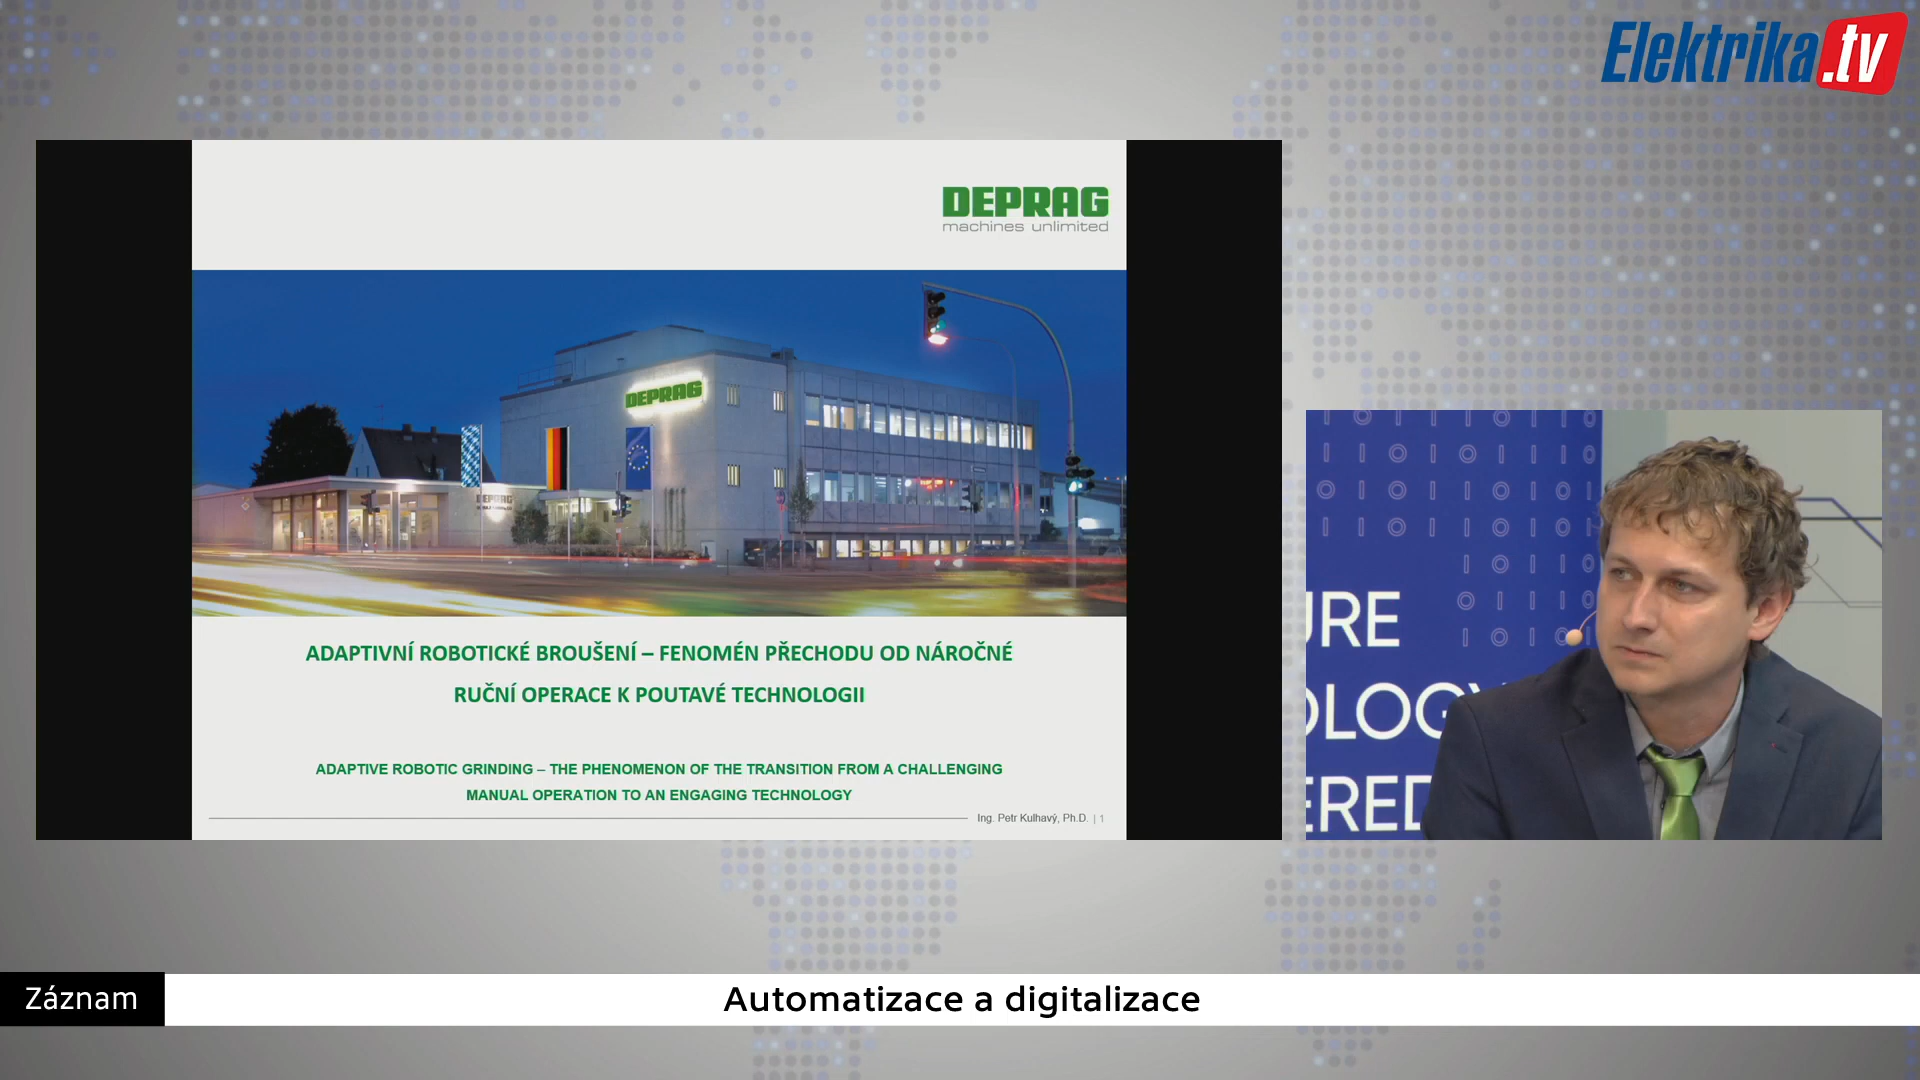 Elektrika.tv
DEPRAG
machines unlimited
DEPRAG
DEPRAG
ADAPTIVNÍ ROBOTICKÉ BROUŠENÍ – FENOMÉN PŘECHODU OD NÁROČNÉ
RUČNÍ OPERACE K POUTAVÉ TECHNOLOGII
ADAPTIVE ROBOTIC GRINDING – THE PHENOMENON OF THE TRANSITION FROM A CHALLENGING
MANUAL OPERATION TO AN ENGAGING TECHNOLOGY
Ing. Petr Kulhavý, Ph.D. | 1
URE
OLOGY
ERED
Záznam
Automatizace a digitalizace